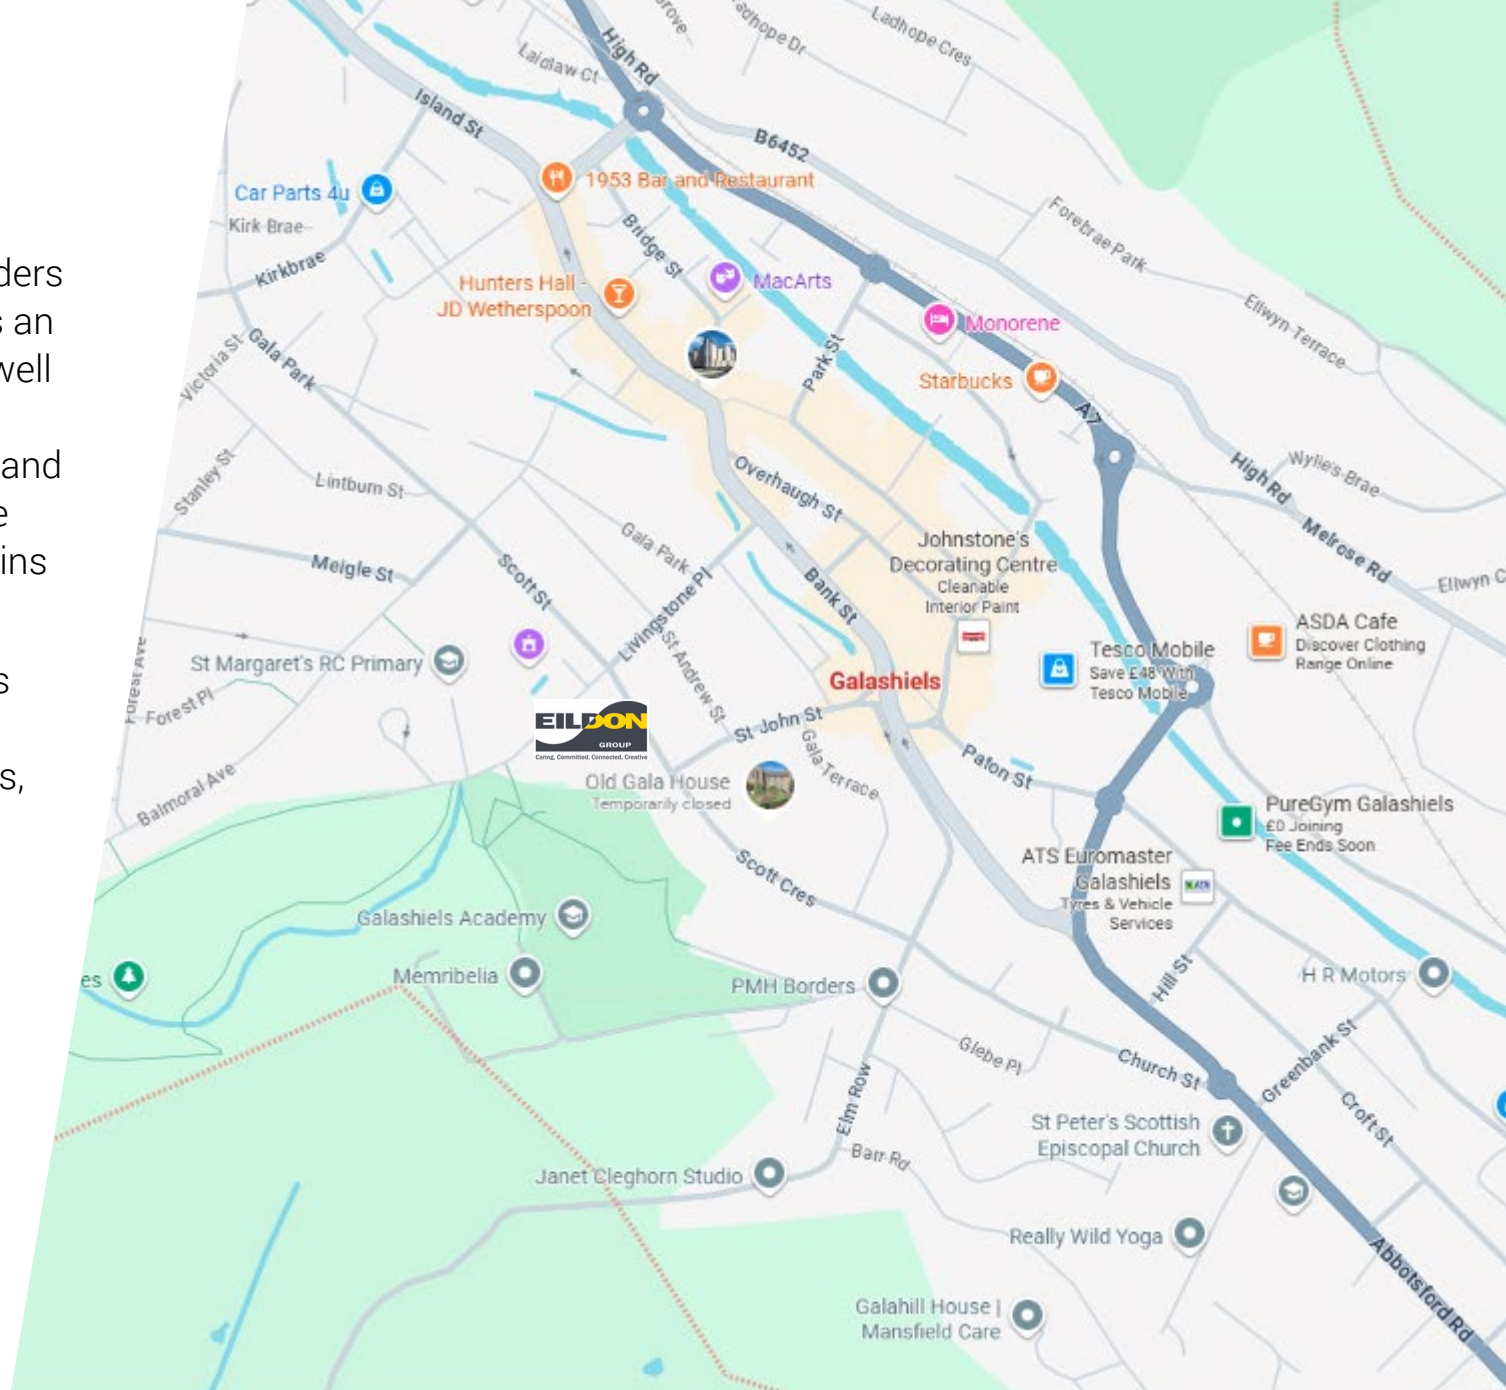 ders
s an
well
and
e
ins
s
s,
High Rd
Laidlaw Ct
Ladhope Cres
Island St
B6452
1953 Bar and Restaurant
Car Parts 4u
Kirk Brae
Kirkbrae
Bridge St
Forebrae Park
Hunters Hall -
JD Wetherspoon
MacArts
Monorene
Ellwyn Terrace
Victoria St
Gala Park
Park St
Starbucks
A7
Stanley St
Lintburn St
Overhaugh St
High Rd
Wylie's Brae
Melrose Rd
Meigle St
Gala Park
Scott St
Livingstone Pl
Bank St
Johnstone's
Decorating Centre
Cleanable
Interior Paint
Ellwyn C
ASDA Cafe
Discover Clothing
Range Online
Tesco Mobile
Save £48 With
Tesco Mobile
St Margaret's RC Primary
St Andrew St
Galashiels
Forest Ave
Forest Pl
EILDON
GROUP
Caring, Committed, Connected, Creative
St John St
Gala Terrace
Paton St
Balmoral Ave
Old Gala House
Temporarily closed
PureGym Galashiels
£0 Joining
Fee Ends Soon
ATS Euromaster
Galashiels
Tyres & Vehicle
Services
Scott Cres
Galashiels Academy
es
Memribelia
PMH Borders
Hill St
H R Motors
Glebe Pl
Church St
Greenbank St
Croft St
Elm Row
Barr Rd
St Peter's Scottish
Episcopal Church
Janet Cleghorn Studio
Really Wild Yoga
Abbotsford Rd
Galahill House |
Mansfield Care